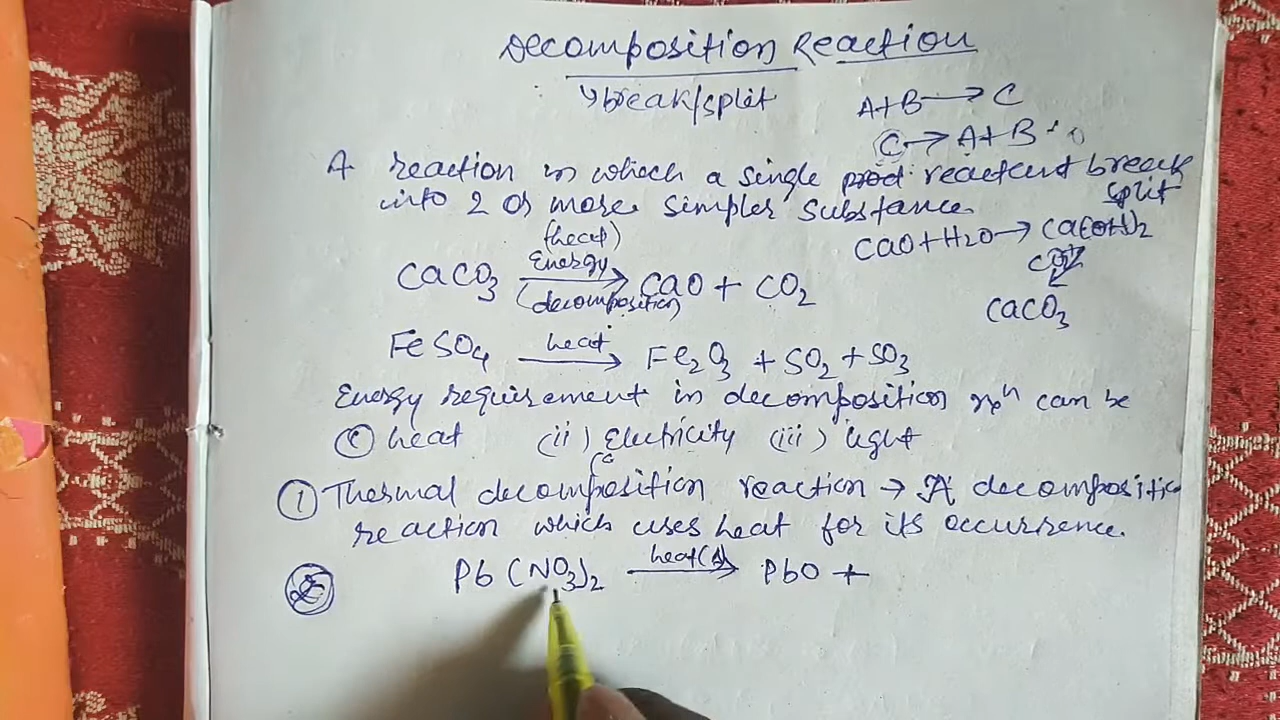 Decomposition Reaction
↳break/split
A+B → C
C → A+B
A reaction in which a single prod. reactant break
split
into 2 or more simpler substance.
(heat)
CaO+H2O → Ca(OH)2
CO2
CaCO3
CaCO3 Energy → CaO + CO2
(decomposition)
FeSO4 heat → Fe2O3 + SO2 + SO3
Energy requirement in decomposition rxn can be
(i) heat (ii) Electricity (iii) light
① Thermal decomposition reaction → A decomposition
reaction which uses heat for its occurrence.
Pb(NO3)2 heat(Δ) → PbO +